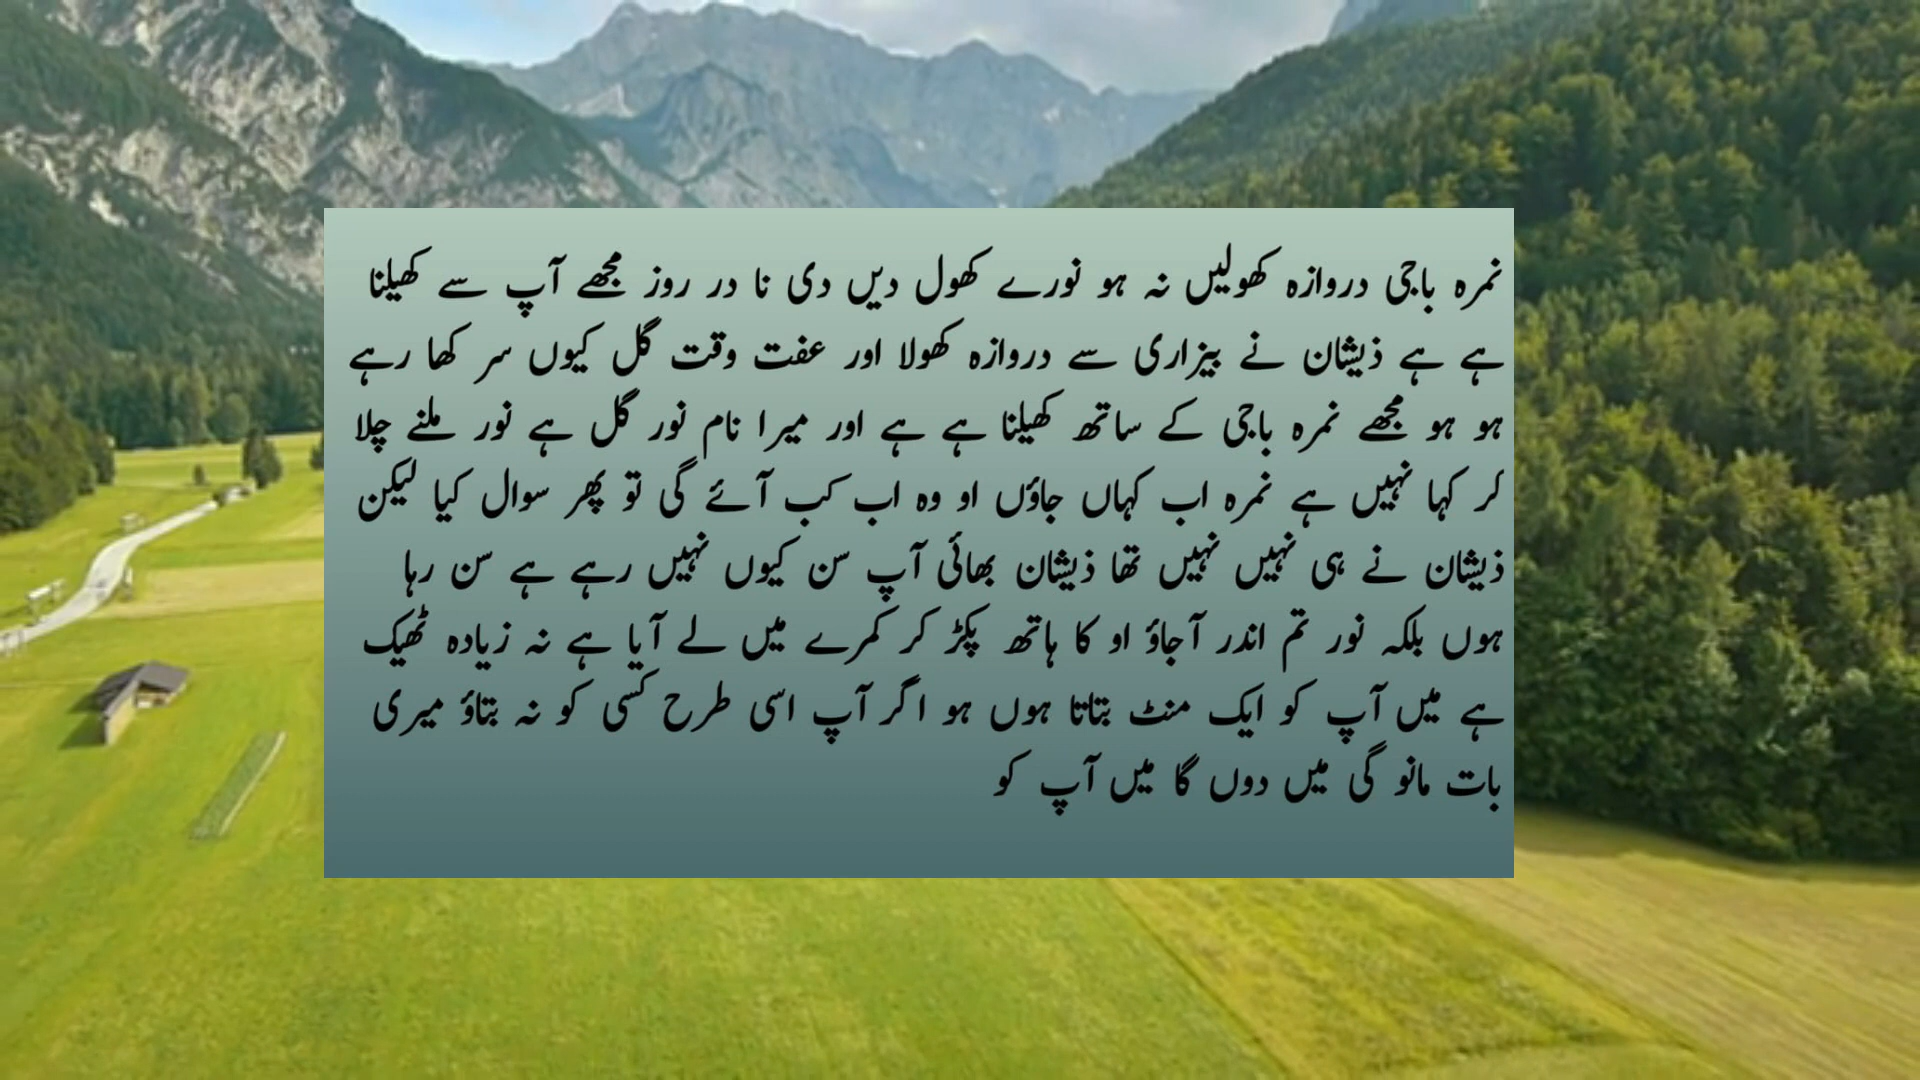 نمرہ باجی دروازہ کھولیں نہ ہو نورے کھول دیں دی نا در روز مجھے آپ سے کھیلنا
ہے ہے ذیشان نے بیزاری سے دروازہ کھولا اور عفت وقت گل کیوں سر کھا رہے
ہو ہو مجھے نمرہ باجی کے ساتھ کھیلنا ہے ہے اور میرا نام نور گل ہے نور ملنے چلا
کر کہا نہیں ہے نمرہ اب کہاں جاؤں او وہ اب کب آئے گی تو پھر سوال کیا لیکن
ذیشان نے ہی نہیں نہیں تھا ذیشان بھائی آپ سن کیوں نہیں رہے ہے سن رہا
ہوں بلکہ نور تم اندر آجاؤ او کا ہاتھ پکڑ کر کمرے میں لے آیا ہے نہ زیادہ ٹھیک
ہے میں آپ کو ایک منٹ بتاتا ہوں ہو اگر آپ اسی طرح کسی کو نہ بتاؤ میری
بات مانو گی میں دوں گا میں آپ کو